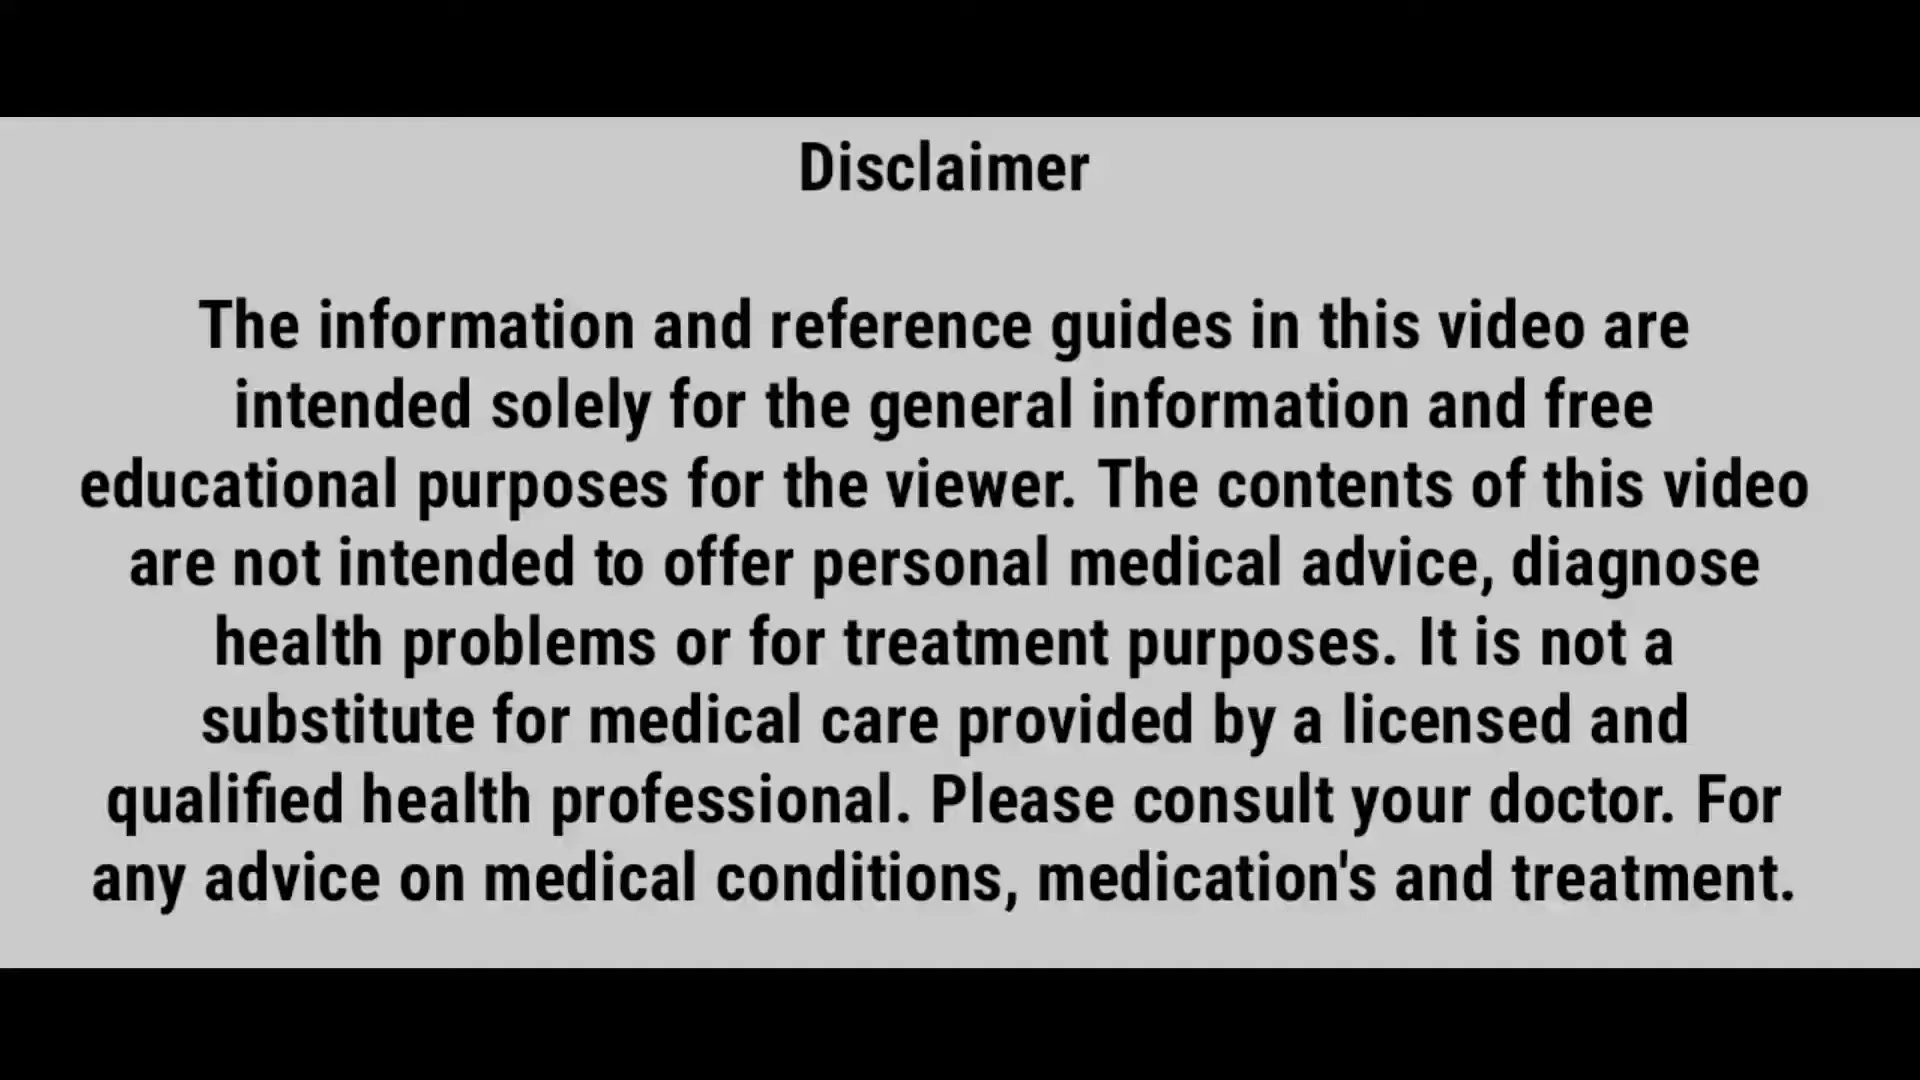 Disclaimer
The information and reference guides in this video are
intended solely for the general information and free
educational purposes for the viewer. The contents of this video
are not intended to offer personal medical advice, diagnose
health problems or for treatment purposes. It is not a
substitute for medical care provided by a licensed and
qualified health professional. Please consult your doctor. For
any advice on medical conditions, medication's and treatment.